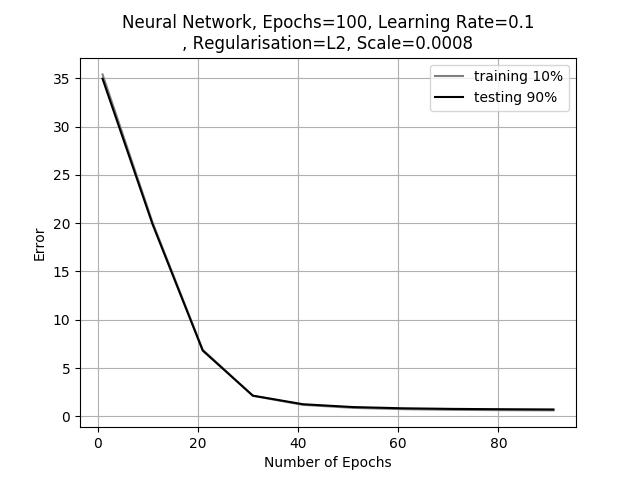 Neural Network, Epochs=100, Learning Rate=0.1
, Regularisation=L2, Scale=0.0008
training 10%
testing 90%
35
30
25
20
15
10
5
0
Error
0 20 40 60 80
Number of Epochs